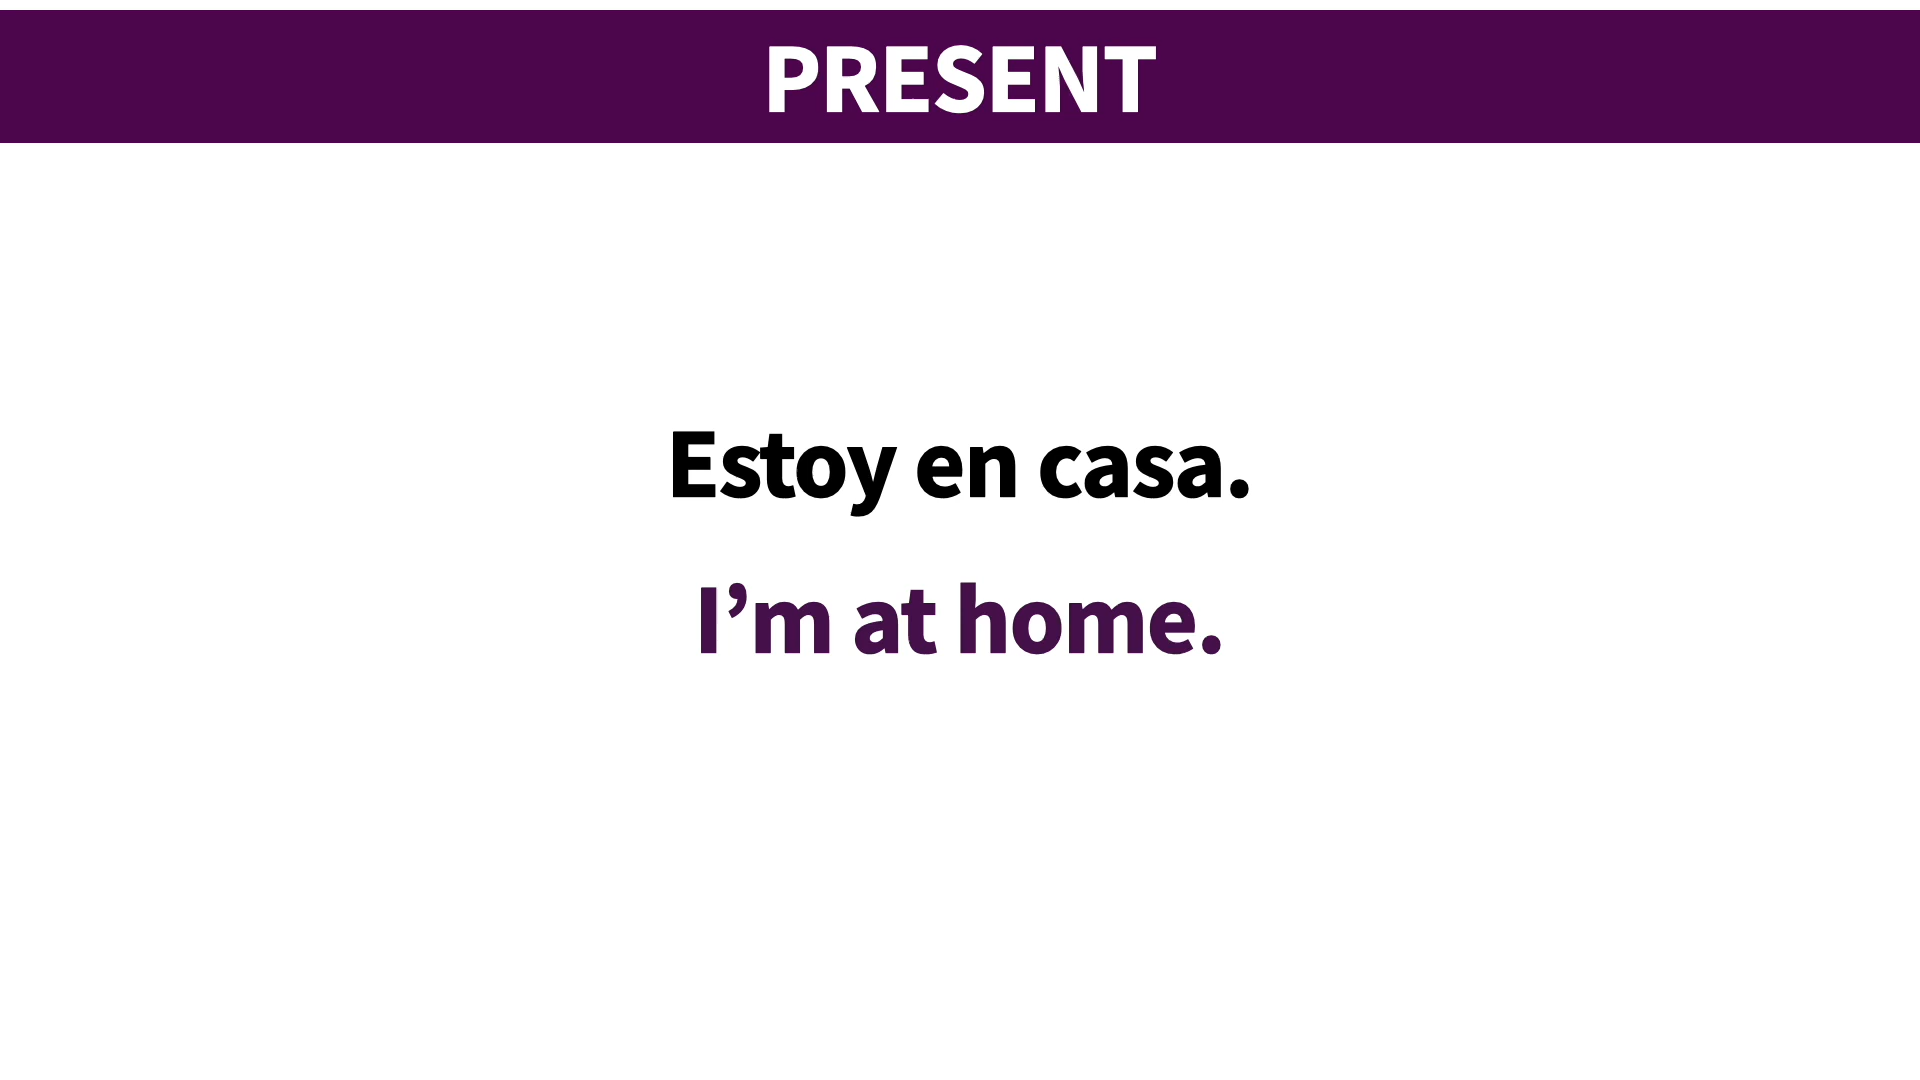 PRESENT
Estoy en casa.
I’m at home.